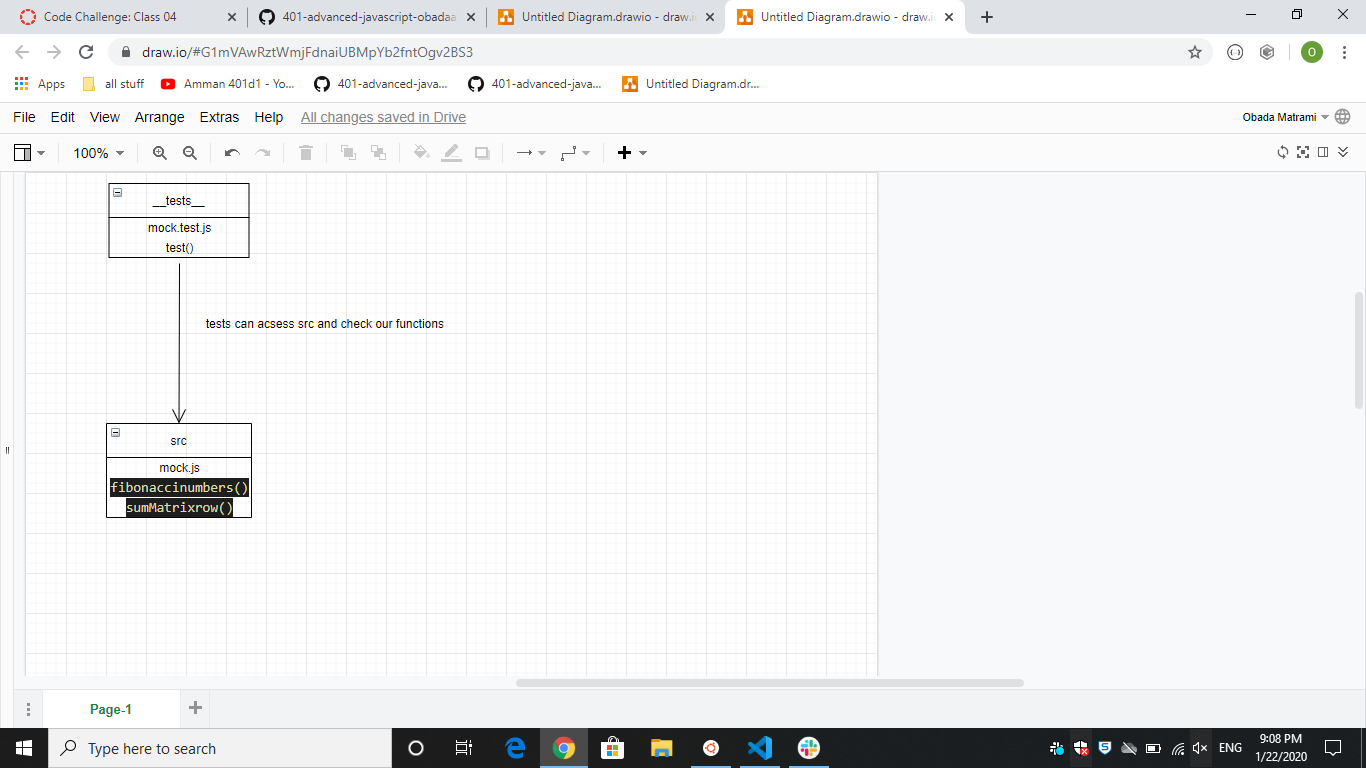 Code Challenge: Class 04
401-advanced-javascript-obadaa
Untitled Diagram.drawio - draw.i
Untitled Diagram.drawio - draw.i
draw.io/#G1mVAwRztWmjFdnaiUBMpYb2fntOgv2BS3
O
Apps
all stuff
Amman 401d1 - Yo...
401-advanced-java...
401-advanced-java...
Untitled Diagram.dr...
File Edit View Arrange Extras Help All changes saved in Drive
Obada Matrami
100%
__tests__
mock.test.js
test()
tests can acsess src and check our functions
src
mock.js
fibonaccinumbers()
sumMatrixrow()
Page-1
Type here to search
ENG
9:08 PM
1/22/2020